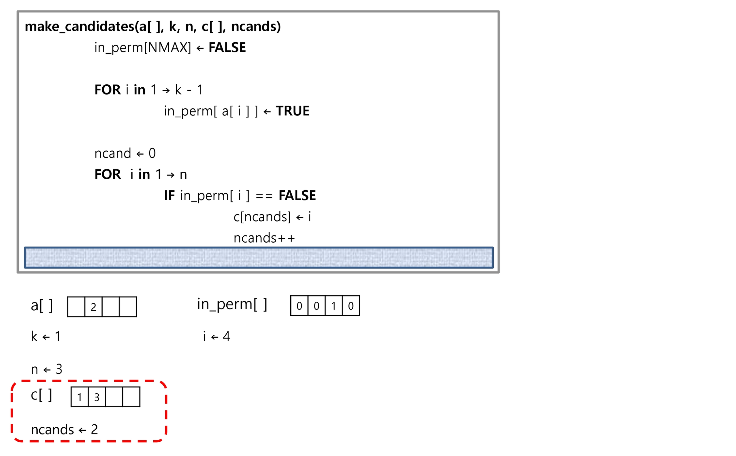 make_candidates(a[ ], k, n, c[ ], ncands)
in_perm[NMAX] ← FALSE
FOR i in 1 → k - 1
in_perm[ a[ i ] ] ← TRUE
ncand ← 0
FOR i in 1 → n
IF in_perm[ i ] == FALSE
c[ncands] ← i
ncands++
a[ ] 2 in_perm[ ] 0 0 1 0
k ← 1 i ← 4
n ← 3
c[ ] 1 3
ncands ← 2